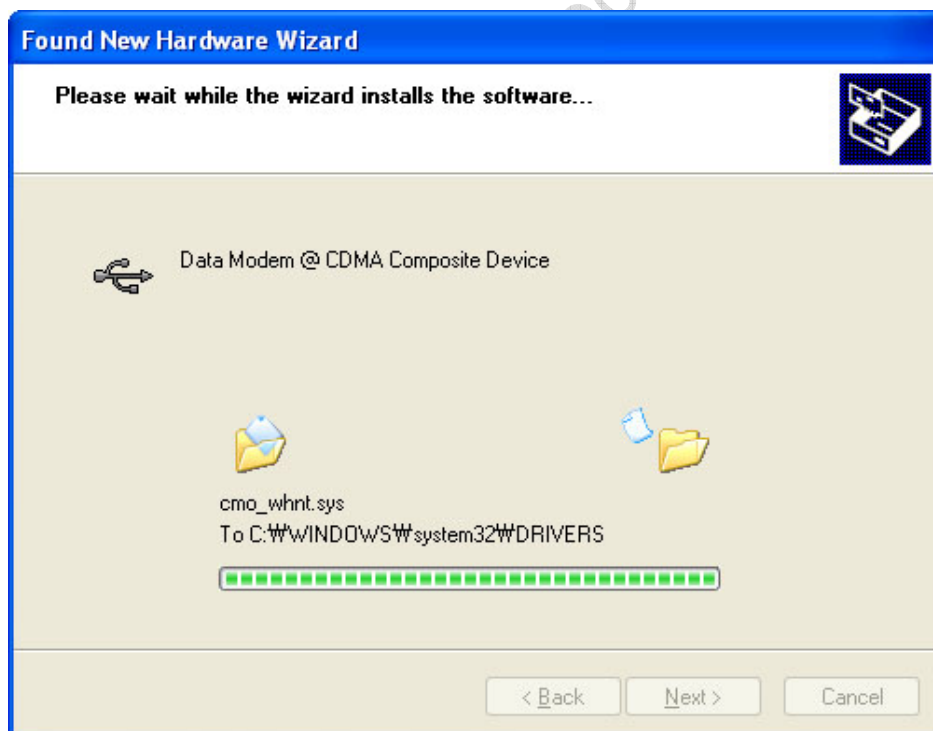 Found New Hardware Wizard
Please wait while the wizard installs the software...
Data Modem @ CDMA Composite Device
cmo_whnt.sys
To C:₩WINDOWS₩system32₩DRIVERS
< Back
Next >
Cancel